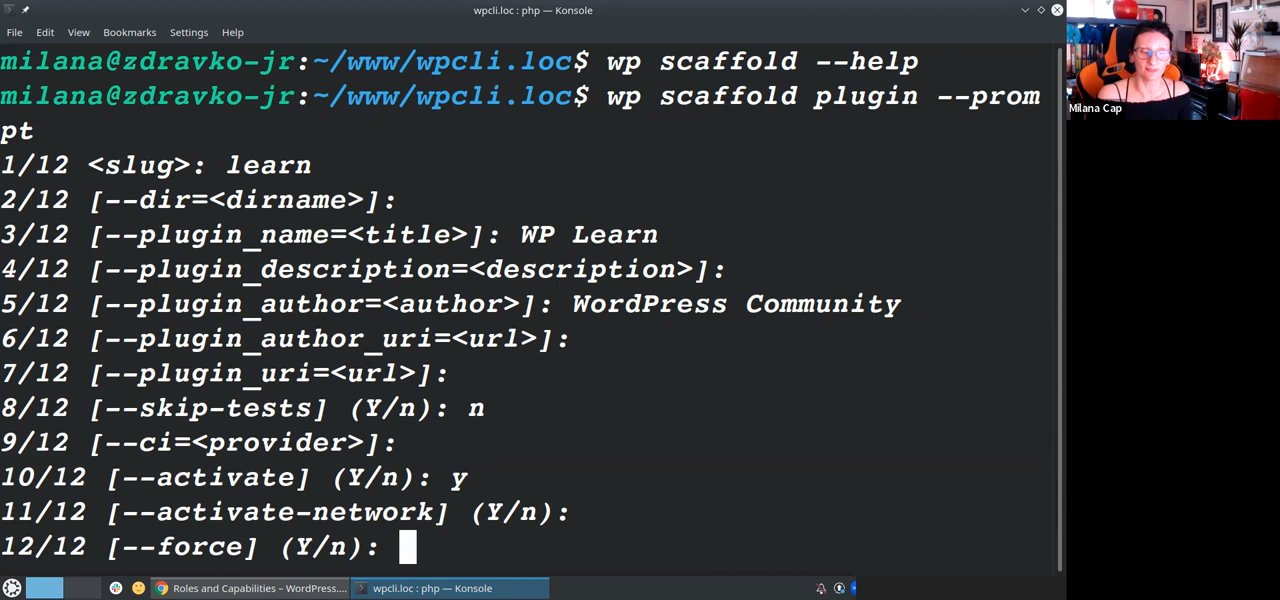 wpcli.loc : php — Konsole
File Edit View Bookmarks Settings Help
milana@zdravko-jr:~/www/wpcli.loc$ wp scaffold --help
milana@zdravko-jr:~/www/wpcli.loc$ wp scaffold plugin --prom
pt
1/12 <slug>: learn
2/12 [--dir=<dirname>]:
3/12 [--plugin_name=<title>]: WP Learn
4/12 [--plugin_description=<description>]:
5/12 [--plugin_author=<author>]: WordPress Community
6/12 [--plugin_author_uri=<url>]:
7/12 [--plugin_uri=<url>]:
8/12 [--skip-tests] (Y/n): n
9/12 [--ci=<provider>]:
10/12 [--activate] (Y/n): y
11/12 [--activate-network] (Y/n):
12/12 [--force] (Y/n):
Milana Cap
Roles and Capabilities – WordPress....
wpcli.loc : php — Konsole